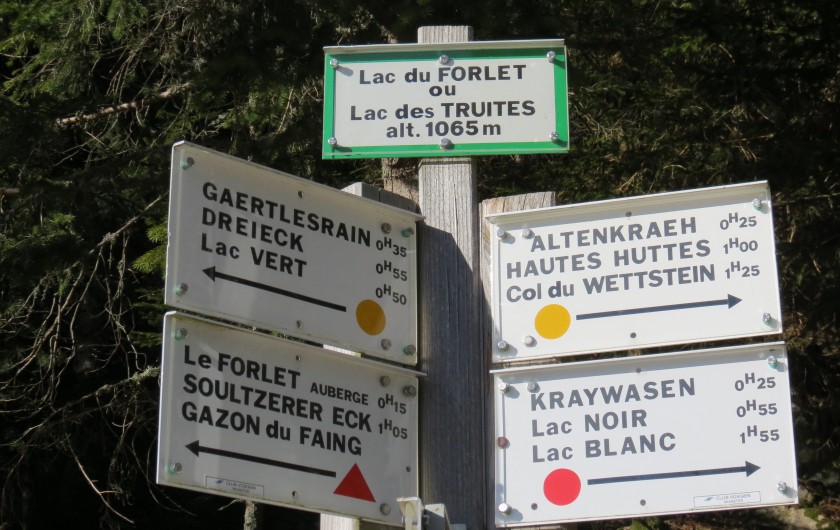 Lac du FORLET
ou
Lac des TRUITES
alt. 1065 m
GAERTLESRAIN 0H35
DREIECK 0H55
Lac VERT 0H50
Le FORLET AUBERGE 0H15
SOULTZERER ECK 1H05
GAZON du FAING
ALTENKRAEH 0H25
HAUTES HUTTES 1H00
Col du WETTSTEIN 1H25
KRAYWASEN 0H25
Lac NOIR 0H55
Lac BLANC 1H55